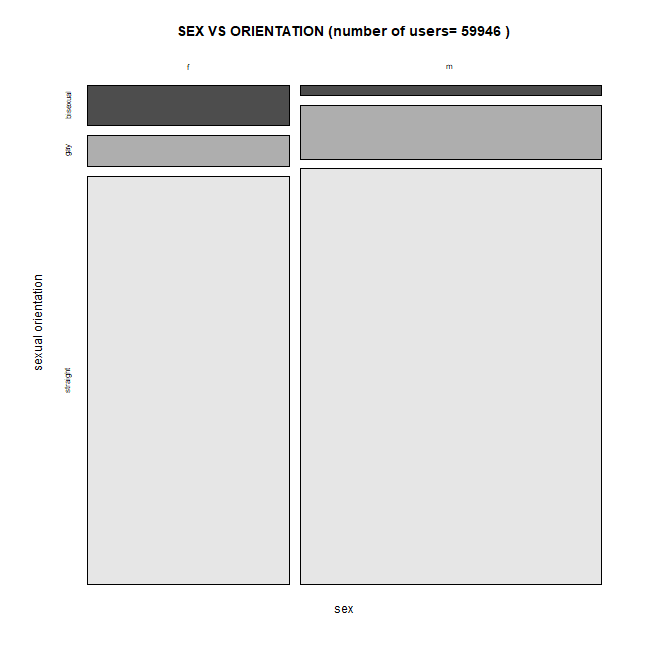 SEX VS ORIENTATION (number of users= 59946 )
f
m
bisexual
gay
straight
sexual orientation
sex